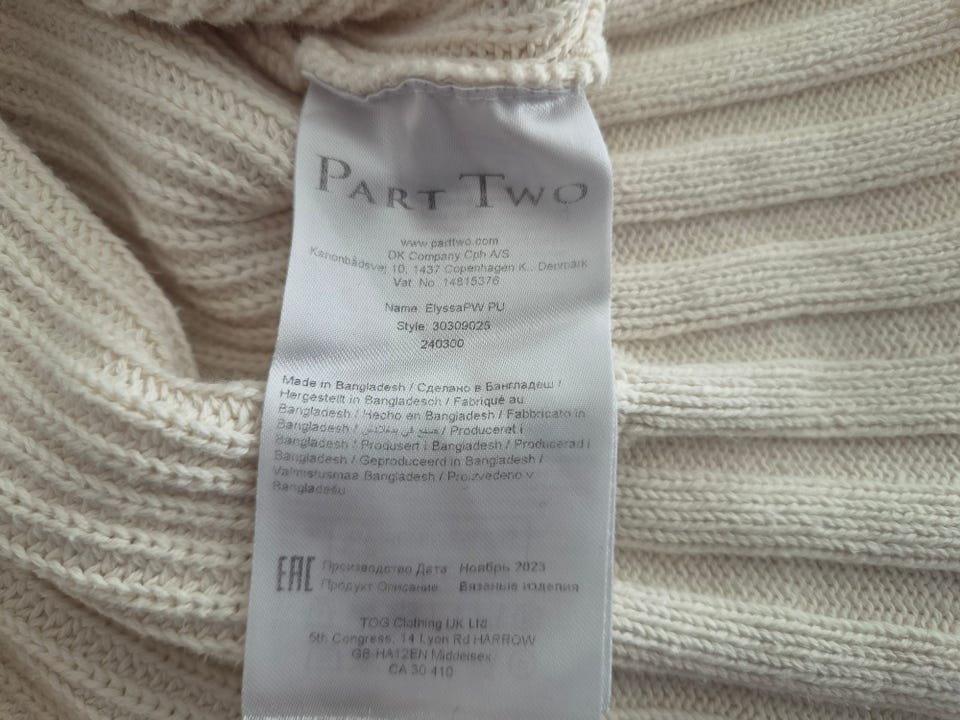 PART TWO
www.parttwo.com
DK Company Cph A/S
Kanonbådsvej 10, 1437 Copenhagen K., Denmark
Vat. No. 14815376
Name: ElyssaPW PU
Style: 30309025
240300
Made in Bangladesh / Сделано в Бангладеш /
Hergestellt in Bangladesch / Fabriqué au
Bangladesh / Hecho en Bangladesh / Fabbricato in
Bangladesh / صنع في بنغلادش / Produceret i
Bangladesh / Produsert i Bangladesh / Producerad i
Bangladesh / Geproduceerd in Bangladesh /
Valmistusmaa Bangladesh / Proizvedeno v
Bangladešu
EAC Производство Дата Ноябрь 2023
Продукт Описание Вязаные изделия
TOG Clothing UK Ltd
5th Congress, 14 Lyon Rd HARROW
GB-HA12EN Middelsex
CA 30 410